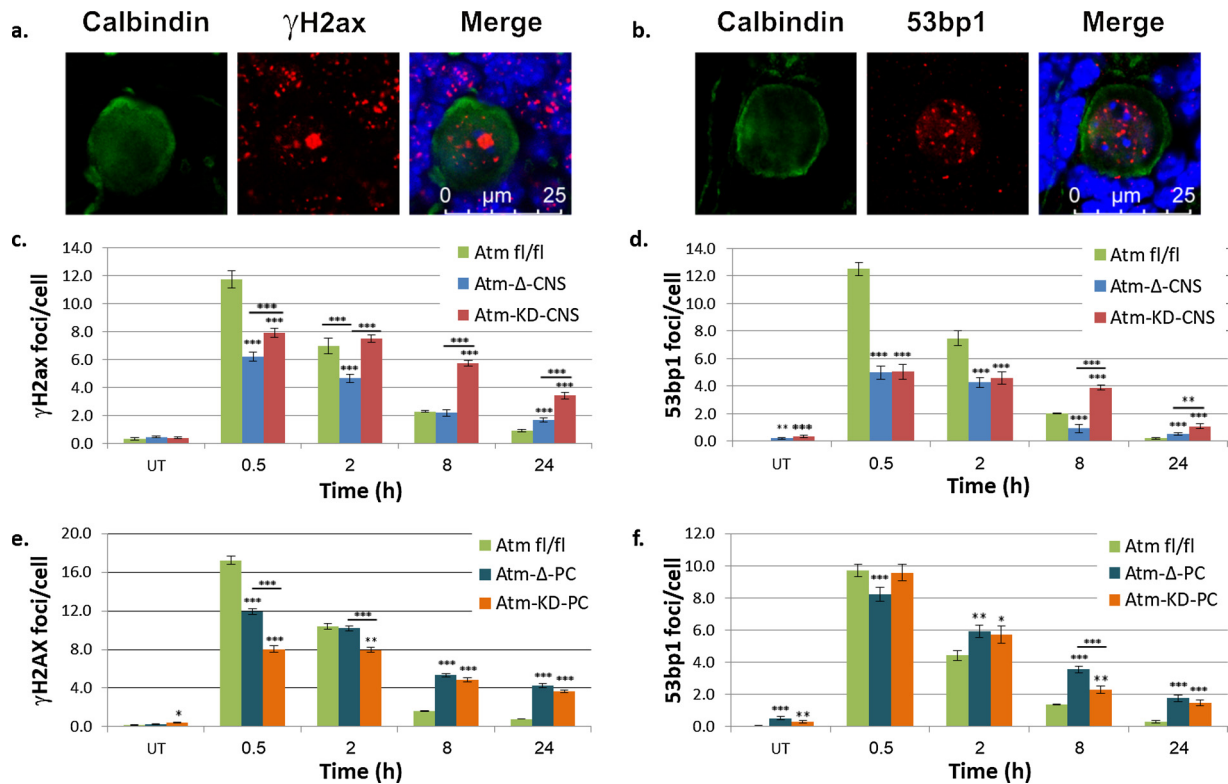 a. Calbindin γH2ax Merge
0 μm 25
b. Calbindin 53bp1 Merge
0 μm 25
c.
γH2ax foci/cell
14.0
12.0
10.0
8.0
6.0
4.0
2.0
0.0
Atm fl/fl
Atm-Δ-CNS
Atm-KD-CNS
*** *** ***
*** *** ***
*** ***
*** *** ***
UT 0.5 2 8 24
Time (h)
d.
53bp1 foci/cell
14.0
12.0
10.0
8.0
6.0
4.0
2.0
0.0
Atm fl/fl
Atm-Δ-CNS
Atm-KD-CNS
** ***
*** ***
*** ***
*** *** ***
** *** ***
UT 0.5 2 8 24
Time (h)
e.
γH2AX foci/cell
20.0
16.0
12.0
8.0
4.0
0.0
Atm fl/fl
Atm-Δ-PC
Atm-KD-PC
*
*** *** ***
*** **
*** ***
*** ***
UT 0.5 2 8 24
Time (h)
f.
53bp1 foci/cell
12.0
10.0
8.0
6.0
4.0
2.0
0.0
Atm fl/fl
Atm-Δ-PC
Atm-KD-PC
*** **
***
** *
*** *** **
*** ***
UT 0.5 2 8 24
Time (h)